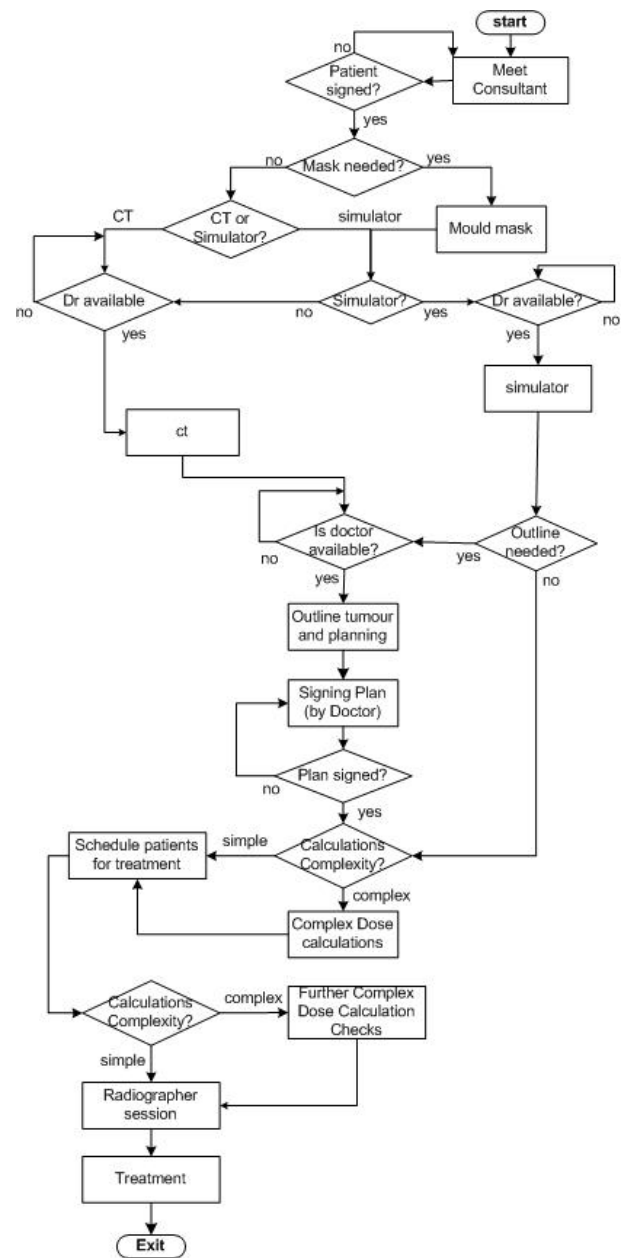 start
no
Patient
signed?
Meet
Consultant
yes
no
Mask needed?
yes
CT
CT or
Simulator?
simulator
Mould mask
Dr available
no
yes
Simulator?
no
yes
Dr available?
yes
no
simulator
ct
Is doctor
available?
no
yes
Outline
needed?
yes
no
Outline tumour
and planning
Signing Plan
(by Doctor)
Plan signed?
no
yes
Schedule patients
for treatment
simple
Calculations
Complexity?
complex
Complex Dose
calculations
Calculations
Complexity?
complex
Further Complex
Dose Calculation
Checks
simple
Radiographer
session
Treatment
Exit